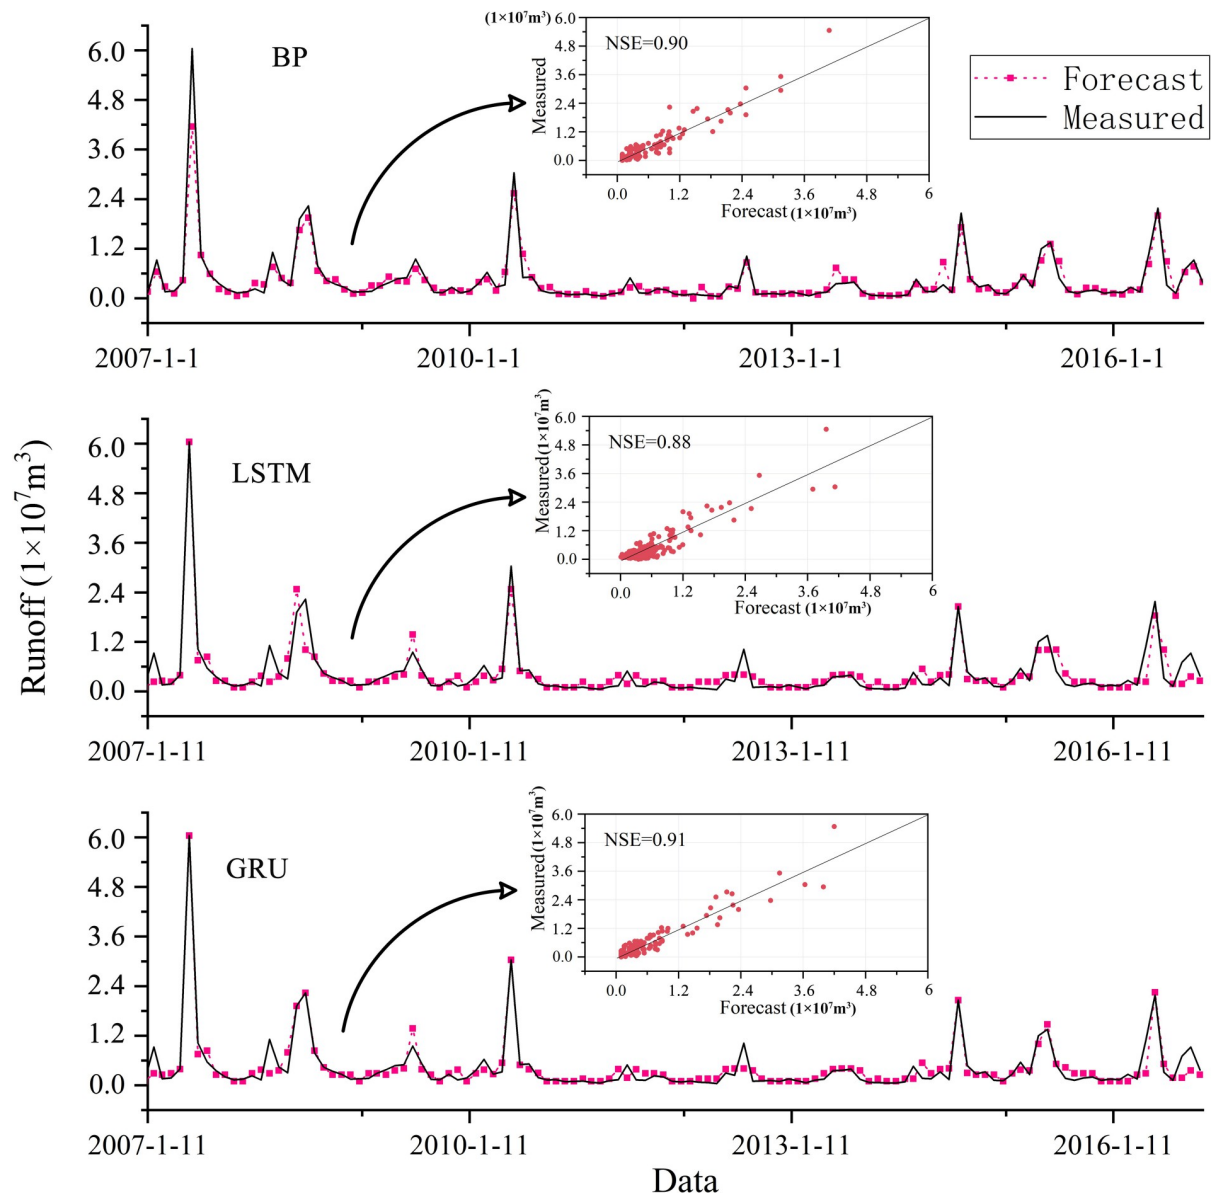 (1×10⁷m³)
6.0
4.8
3.6
2.4
1.2
0.0
BP
NSE=0.90
Measured
0.0 1.2 2.4 3.6 4.8 6
Forecast (1×10⁷m³)
Forecast
Measured
6.0
4.8
3.6
2.4
1.2
0.0
2007-1-1 2010-1-1 2013-1-1 2016-1-1
Runoff (1×10⁷m³)
LSTM
6.0
4.8
3.6
2.4
1.2
0.0
NSE=0.88
Measured (1×10⁷m³)
6.0
4.8
3.6
2.4
1.2
0.0
0.0 1.2 2.4 3.6 4.8 6
Forecast (1×10⁷m³)
2007-1-11 2010-1-11 2013-1-11 2016-1-11
GRU
6.0
4.8
3.6
2.4
1.2
0.0
NSE=0.91
Measured (1×10⁷m³)
6.0
4.8
3.6
2.4
1.2
0.0
0.0 1.2 2.4 3.6 4.8 6
Forecast (1×10⁷m³)
2007-1-11 2010-1-11 2013-1-11 2016-1-11
Data